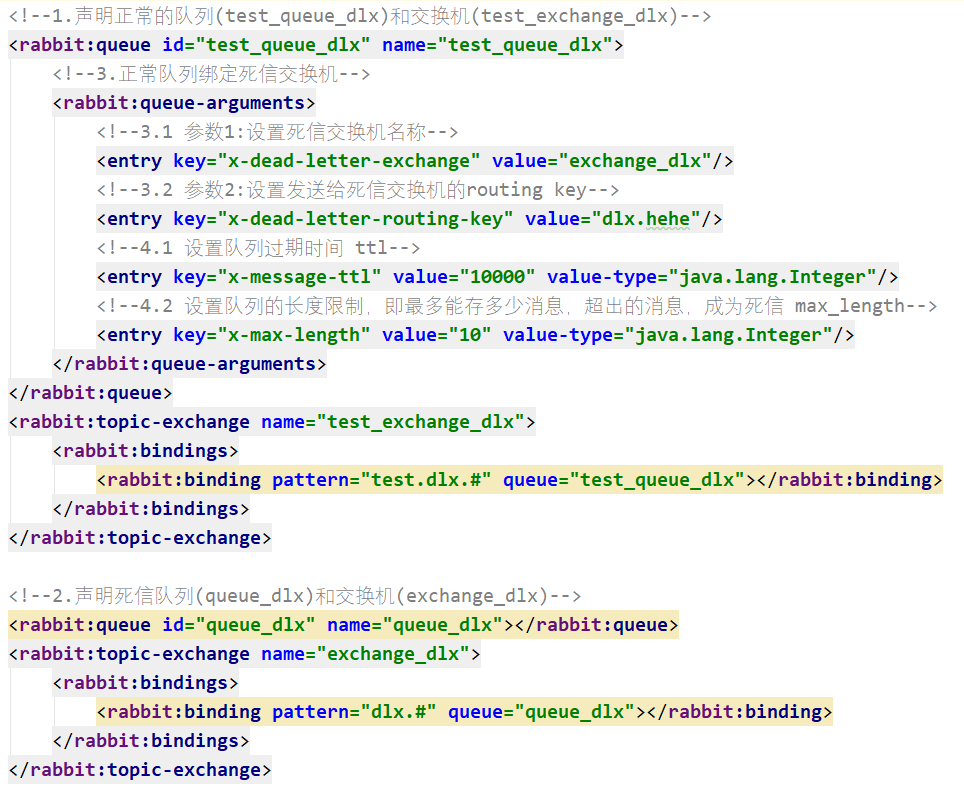 <!--1.声明正常的队列(test_queue_dlx)和交换机(test_exchange_dlx)-->
<rabbit:queue id="test_queue_dlx" name="test_queue_dlx">
<!--3.正常队列绑定死信交换机-->
<rabbit:queue-arguments>
<!--3.1 参数1:设置死信交换机名称-->
<entry key="x-dead-letter-exchange" value="exchange_dlx"/>
<!--3.2 参数2:设置发送给死信交换机的routing key-->
<entry key="x-dead-letter-routing-key" value="dlx.hehe"/>
<!--4.1 设置队列过期时间 ttl-->
<entry key="x-message-ttl" value="10000" value-type="java.lang.Integer"/>
<!--4.2 设置队列的长度限制，即最多能存多少消息，超出的消息，成为死信 max_length-->
<entry key="x-max-length" value="10" value-type="java.lang.Integer"/>
</rabbit:queue-arguments>
</rabbit:queue>
<rabbit:topic-exchange name="test_exchange_dlx">
<rabbit:bindings>
<rabbit:binding pattern="test.dlx.#" queue="test_queue_dlx"></rabbit:binding>
</rabbit:bindings>
</rabbit:topic-exchange>
<!--2.声明死信队列(queue_dlx)和交换机(exchange_dlx)-->
<rabbit:queue id="queue_dlx" name="queue_dlx"></rabbit:queue>
<rabbit:topic-exchange name="exchange_dlx">
<rabbit:bindings>
<rabbit:binding pattern="dlx.#" queue="queue_dlx"></rabbit:binding>
</rabbit:bindings>
</rabbit:topic-exchange>